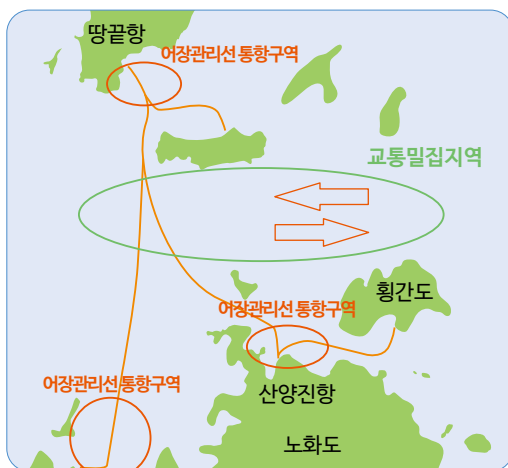 땅끝항
어장관리선 통항구역
교통밀집지역
횡간도
어장관리선 통항구역
어장관리선 통항구역
산양진항
노화도